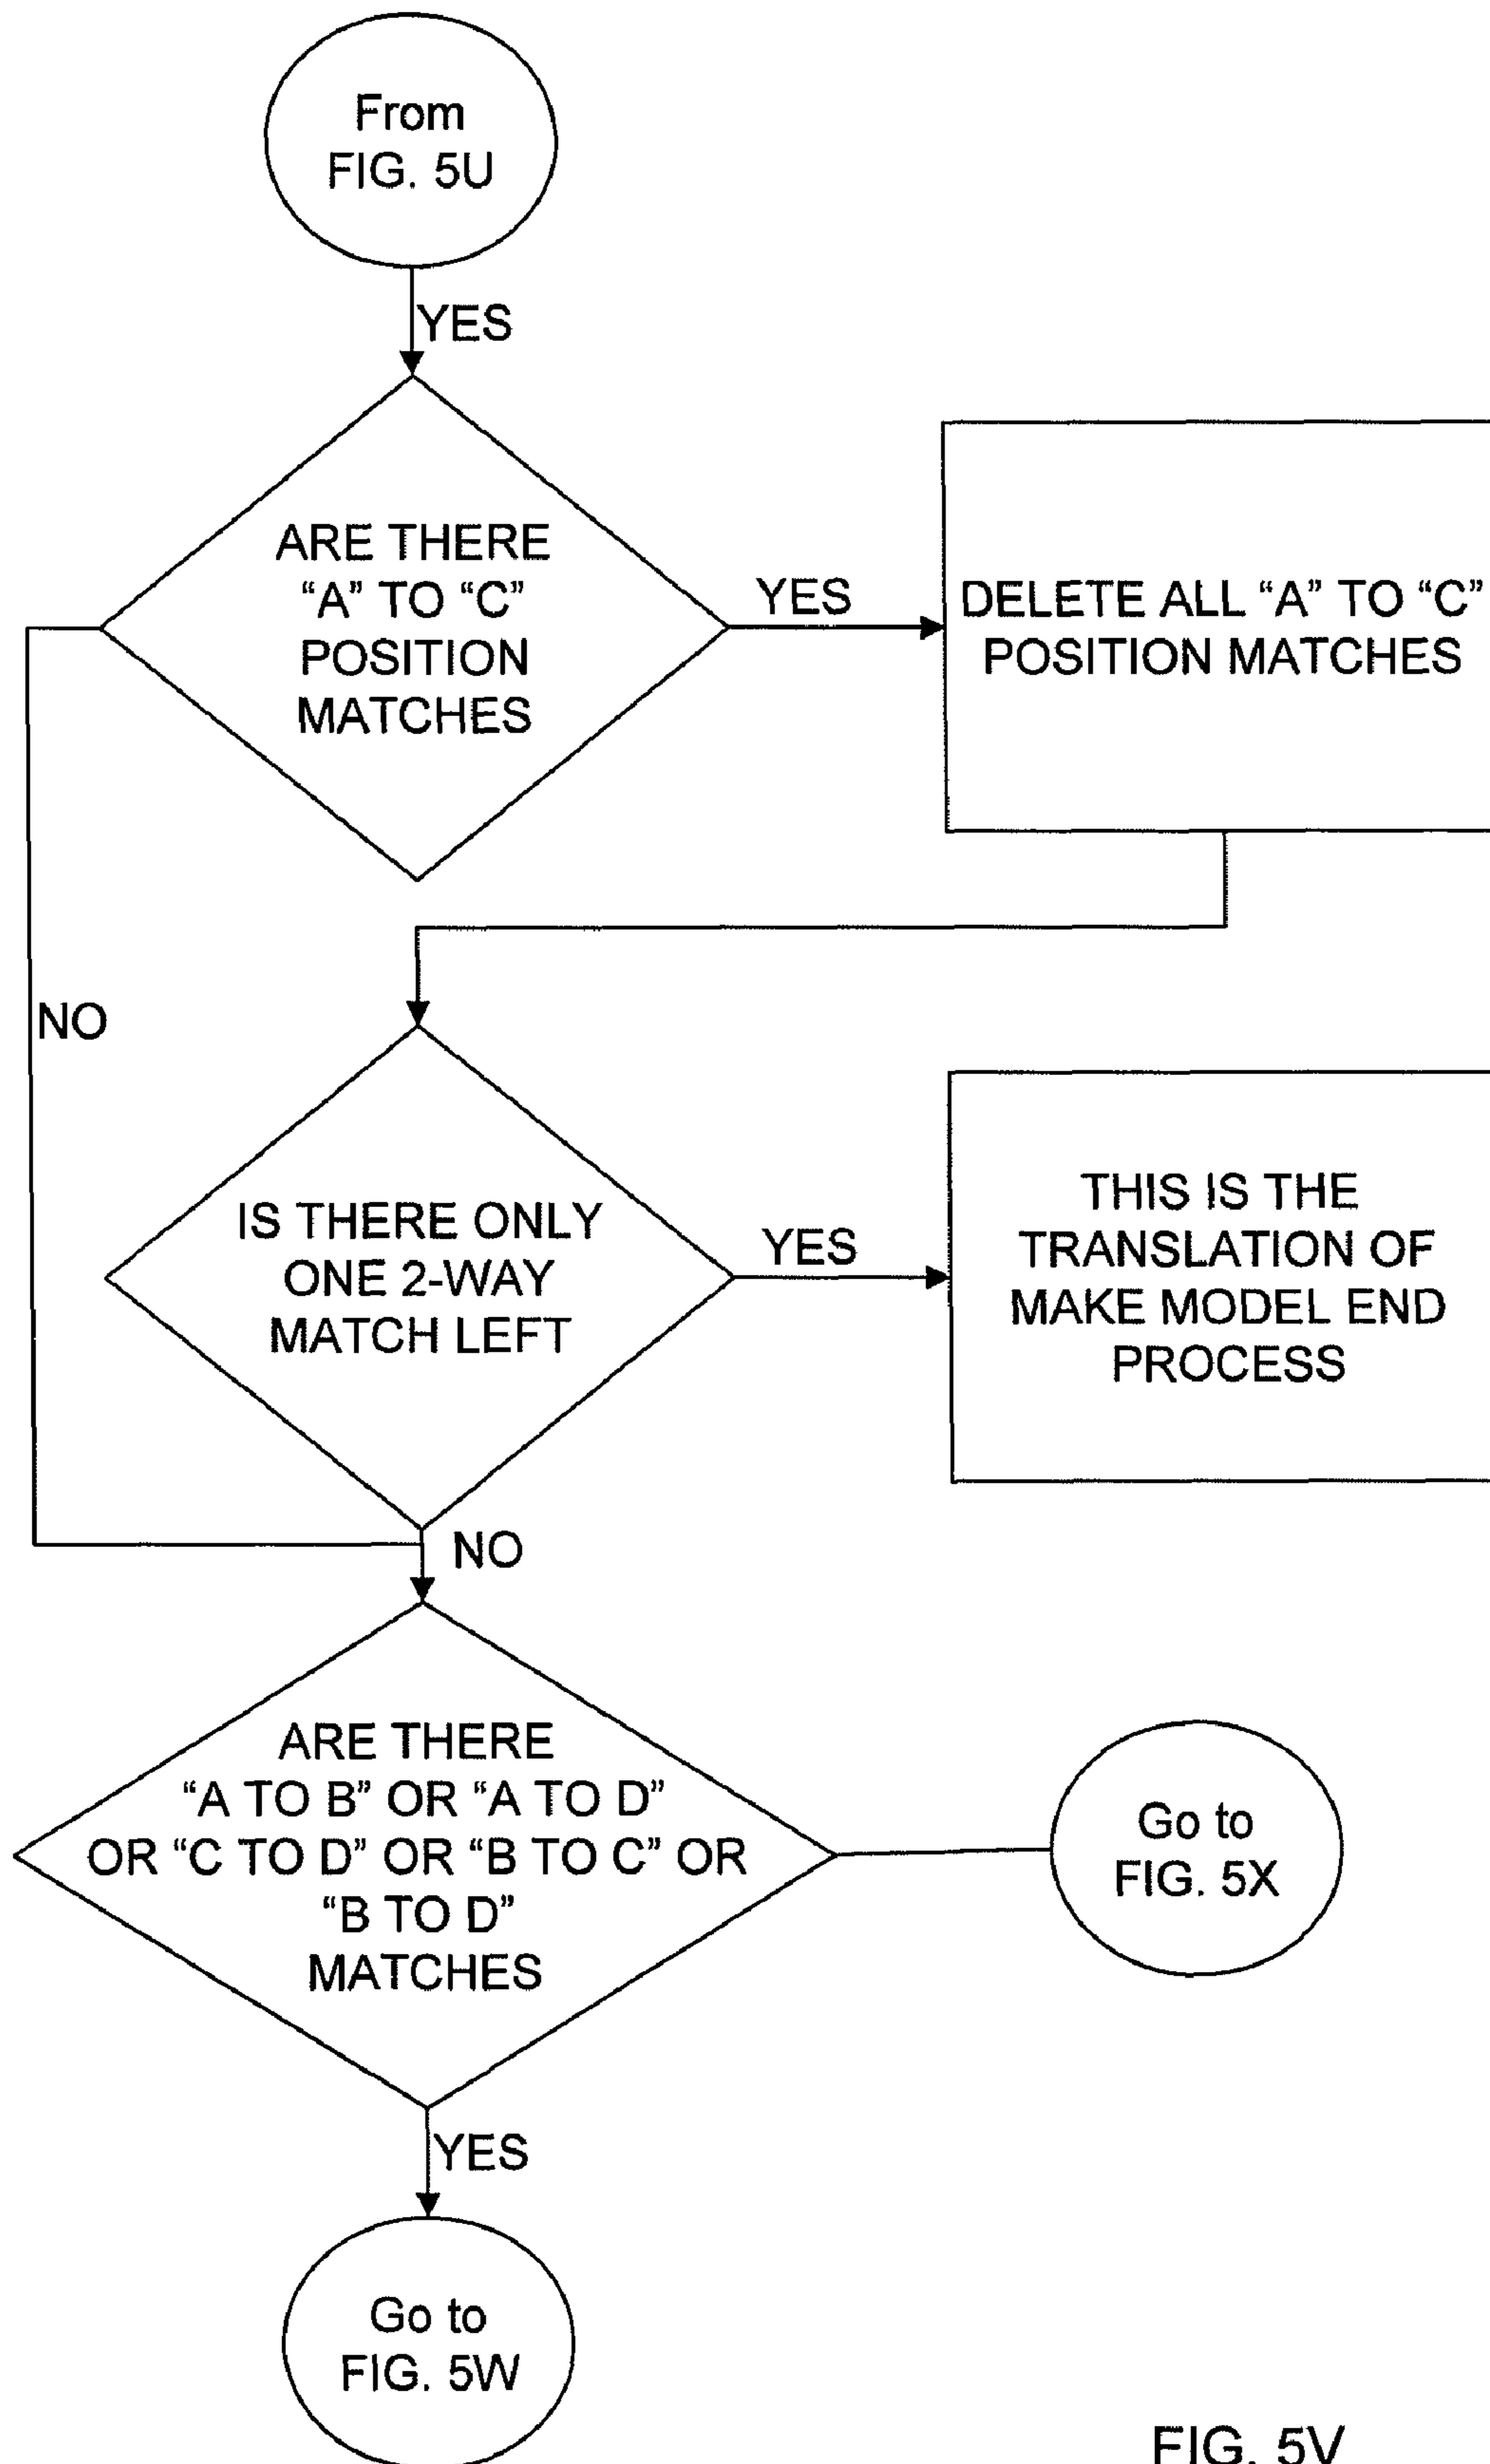 From
FIG. 5U
YES
ARE THERE
“A” TO “C”
POSITION
MATCHES
YES
DELETE ALL “A” TO “C”
POSITION MATCHES
NO
IS THERE ONLY
ONE 2-WAY
MATCH LEFT
YES
THIS IS THE
TRANSLATION OF
MAKE MODEL END
PROCESS
NO
ARE THERE
“A TO B” OR “A TO D”
OR “C TO D” OR “B TO C” OR
“B TO D”
MATCHES
Go to
FIG. 5X
YES
Go to
FIG. 5W
FIG. 5V